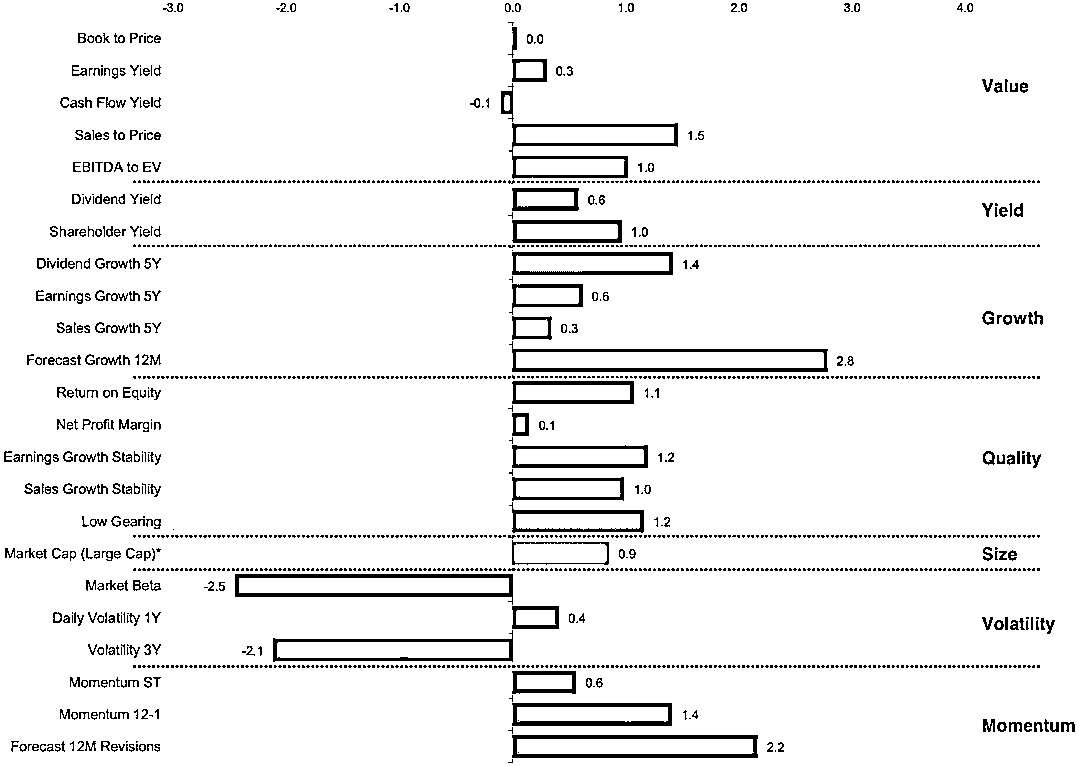 -3.0 -2.0 -1.0 0.0 1.0 2.0 3.0 4.0
Book to Price 0.0
Earnings Yield 0.3
Value
Cash Flow Yield -0.1
Sales to Price 1.5
EBITDA to EV 1.0
Dividend Yield 0.6
Yield
Shareholder Yield 1.0
Dividend Growth 5Y 1.4
Earnings Growth 5Y 0.6
Growth
Sales Growth 5Y 0.3
Forecast Growth 12M 2.8
Return on Equity 1.1
Net Profit Margin 0.1
Earnings Growth Stability 1.2
Quality
Sales Growth Stability 1.0
Low Gearing 1.2
Market Cap (Large Cap)* 0.9 Size
Market Beta -2.5
Daily Volatility 1Y 0.4
Volatility
Volatility 3Y -2.1
Momentum ST 0.6
Momentum 12-1 1.4
Momentum
Forecast 12M Revisions 2.2